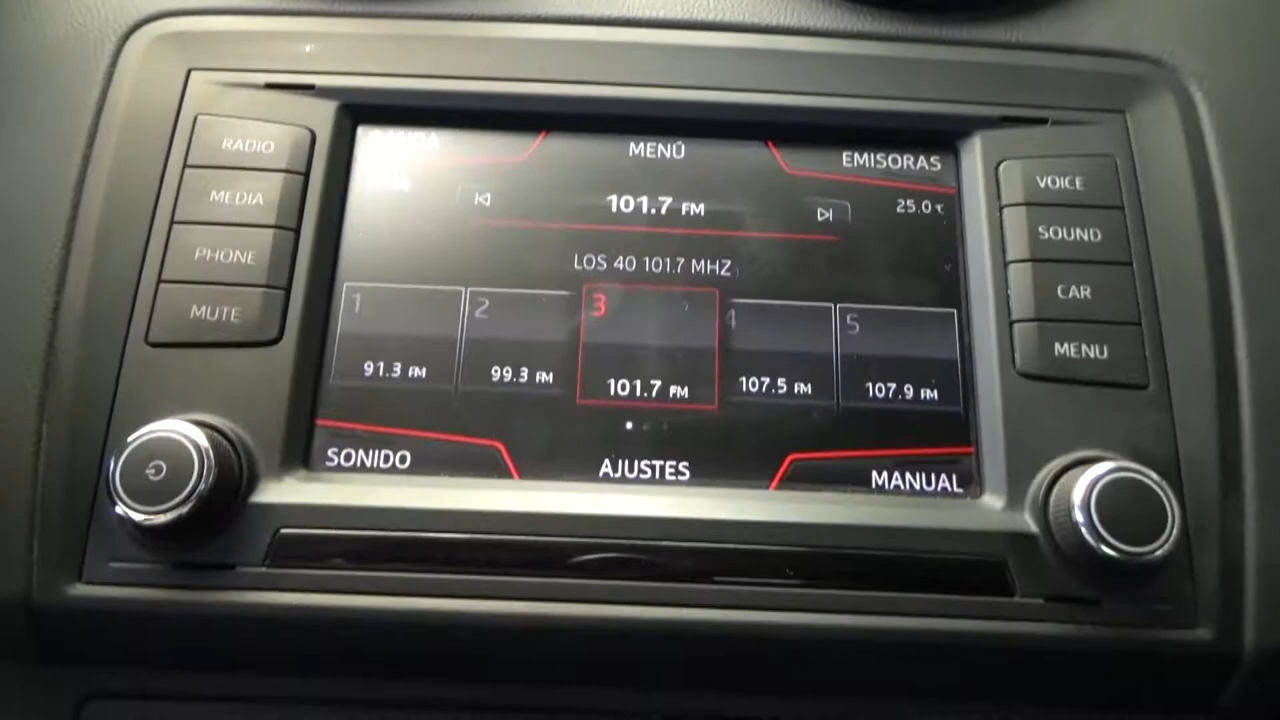 RADIO
MEDIA
PHONE
MUTE
BANDA
MENÚ
EMISORAS
101.7 FM
25.0 °C
LOS 40 101.7 MHZ
1
91.3 FM
2
99.3 FM
3
101.7 FM
4
107.5 FM
5
107.9 FM
SONIDO
AJUSTES
MANUAL
VOICE
SOUND
CAR
MENU